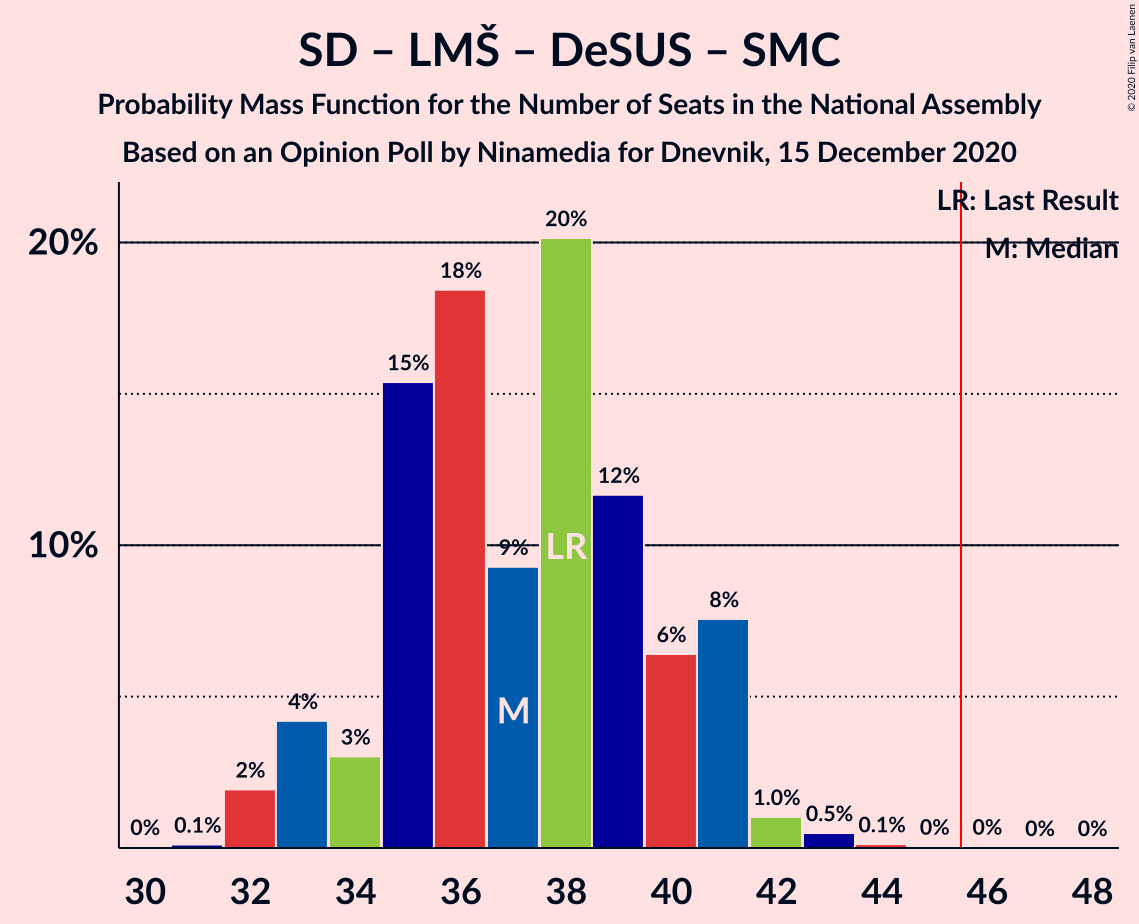 SD – LMŠ – DeSUS – SMC
Probability Mass Function for the Number of Seats in the National Assembly
Based on an Opinion Poll by Ninamedia for Dnevnik, 15 December 2020
© 2020 Filip van Laenen
LR: Last Result
M: Median
20%
10%
0%
0.1%
2%
4%
3%
15%
18%
9%
20%
12%
6%
8%
1.0%
0.5%
0.1%
0%
0%
0%
0%
M
LR
30 32 34 36 38 40 42 44 46 48